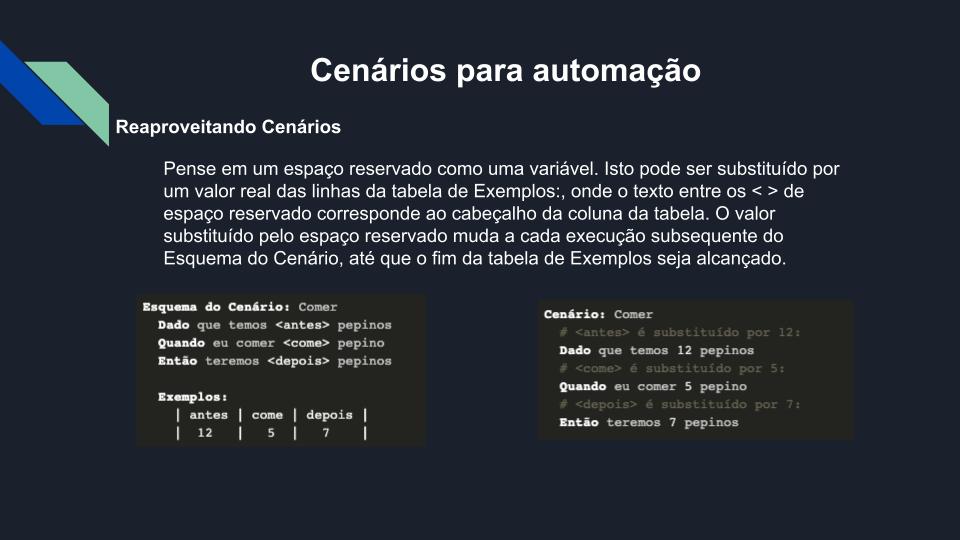 Cenários para automação
Reaproveitando Cenários
Pense em um espaço reservado como uma variável. Isto pode ser substituído por
um valor real das linhas da tabela de Exemplos:, onde o texto entre os < > de
espaço reservado corresponde ao cabeçalho da coluna da tabela. O valor
substituído pelo espaço reservado muda a cada execução subsequente do
Esquema do Cenário, até que o fim da tabela de Exemplos seja alcançado.
Esquema do Cenário: Comer
Dado que temos <antes> pepinos
Quando eu comer <come> pepino
Então teremos <depois> pepinos
Exemplos:
| antes | come | depois |
| 12 | 5 | 7 |
Cenário: Comer
# <antes> é substituído por 12:
Dado que temos 12 pepinos
# <come> é substituído por 5:
Quando eu comer 5 pepino
# <depois> é substituído por 7:
Então teremos 7 pepinos